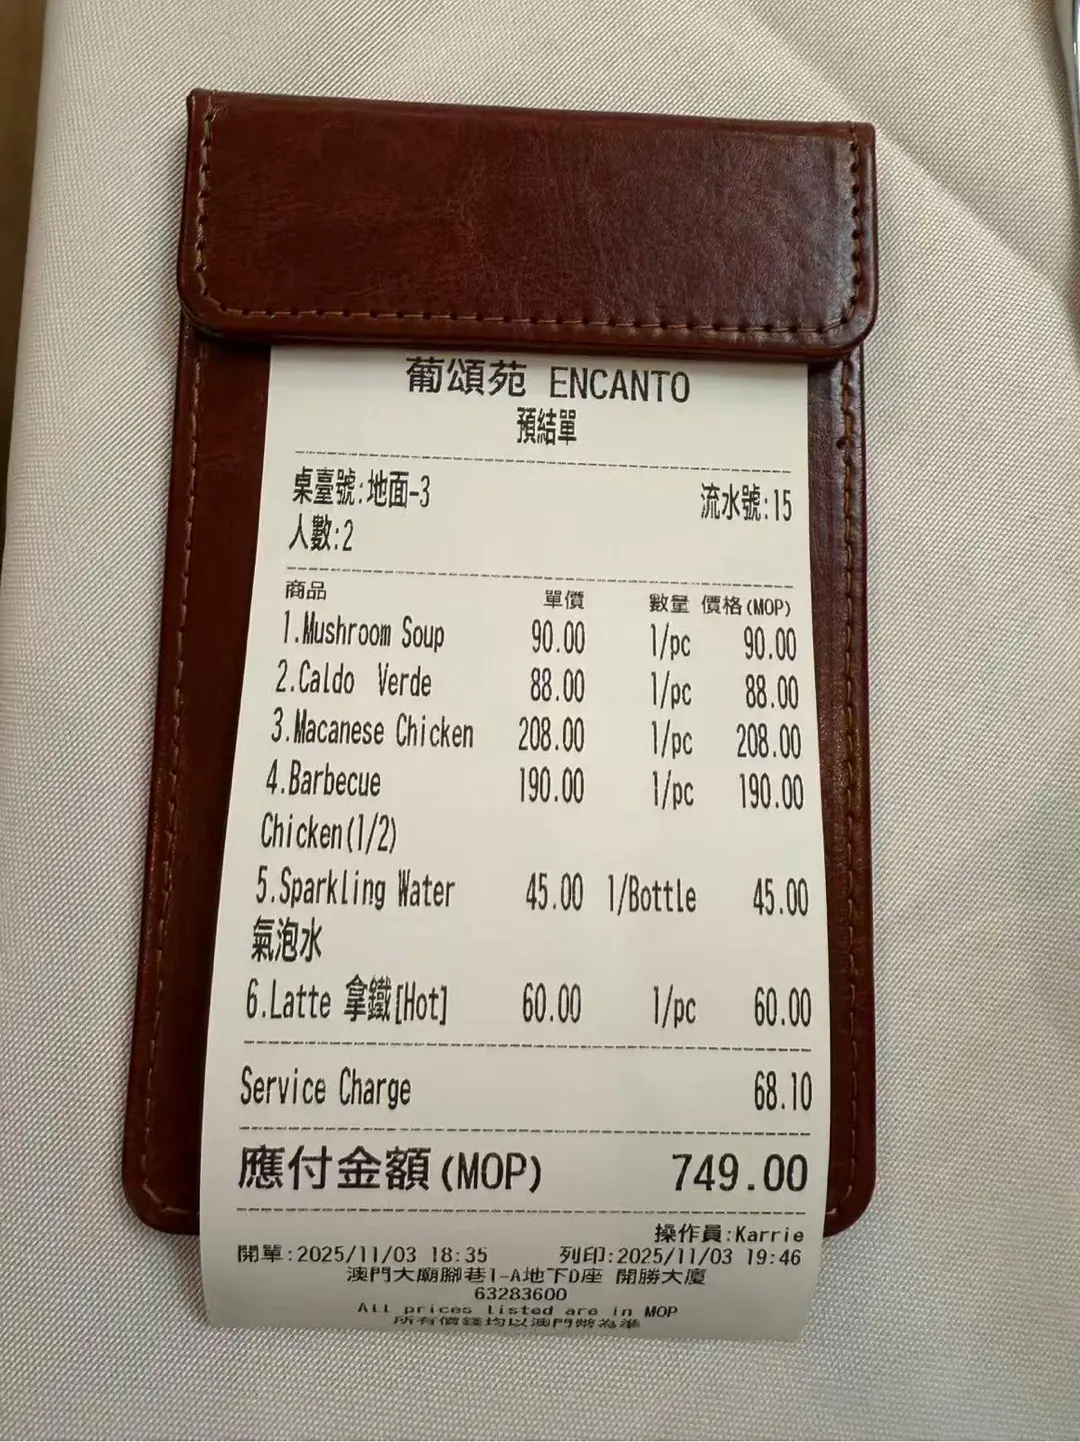 葡頌苑 ENCANTO
預結單
桌臺號:地面-3 流水號:15
人數:2
商品 單價 數量 價格(MOP)
1.Mushroom Soup 90.00 1/pc 90.00
2.Caldo Verde 88.00 1/pc 88.00
3.Macanese Chicken 208.00 1/pc 208.00
4.Barbecue 190.00 1/pc 190.00
Chicken(1/2)
5.Sparkling Water 45.00 1/Bottle 45.00
氣泡水
6.Latte 拿鐵[Hot] 60.00 1/pc 60.00
Service Charge 68.10
應付金額(MOP) 749.00
操作員:Karrie
開單:2025/11/03 18:35 列印:2025/11/03 19:46
澳門大廟腳巷1-A地下D座 開勝大廈
63283600
All prices listed are in MOP
所有價錢均以澳門幣為準